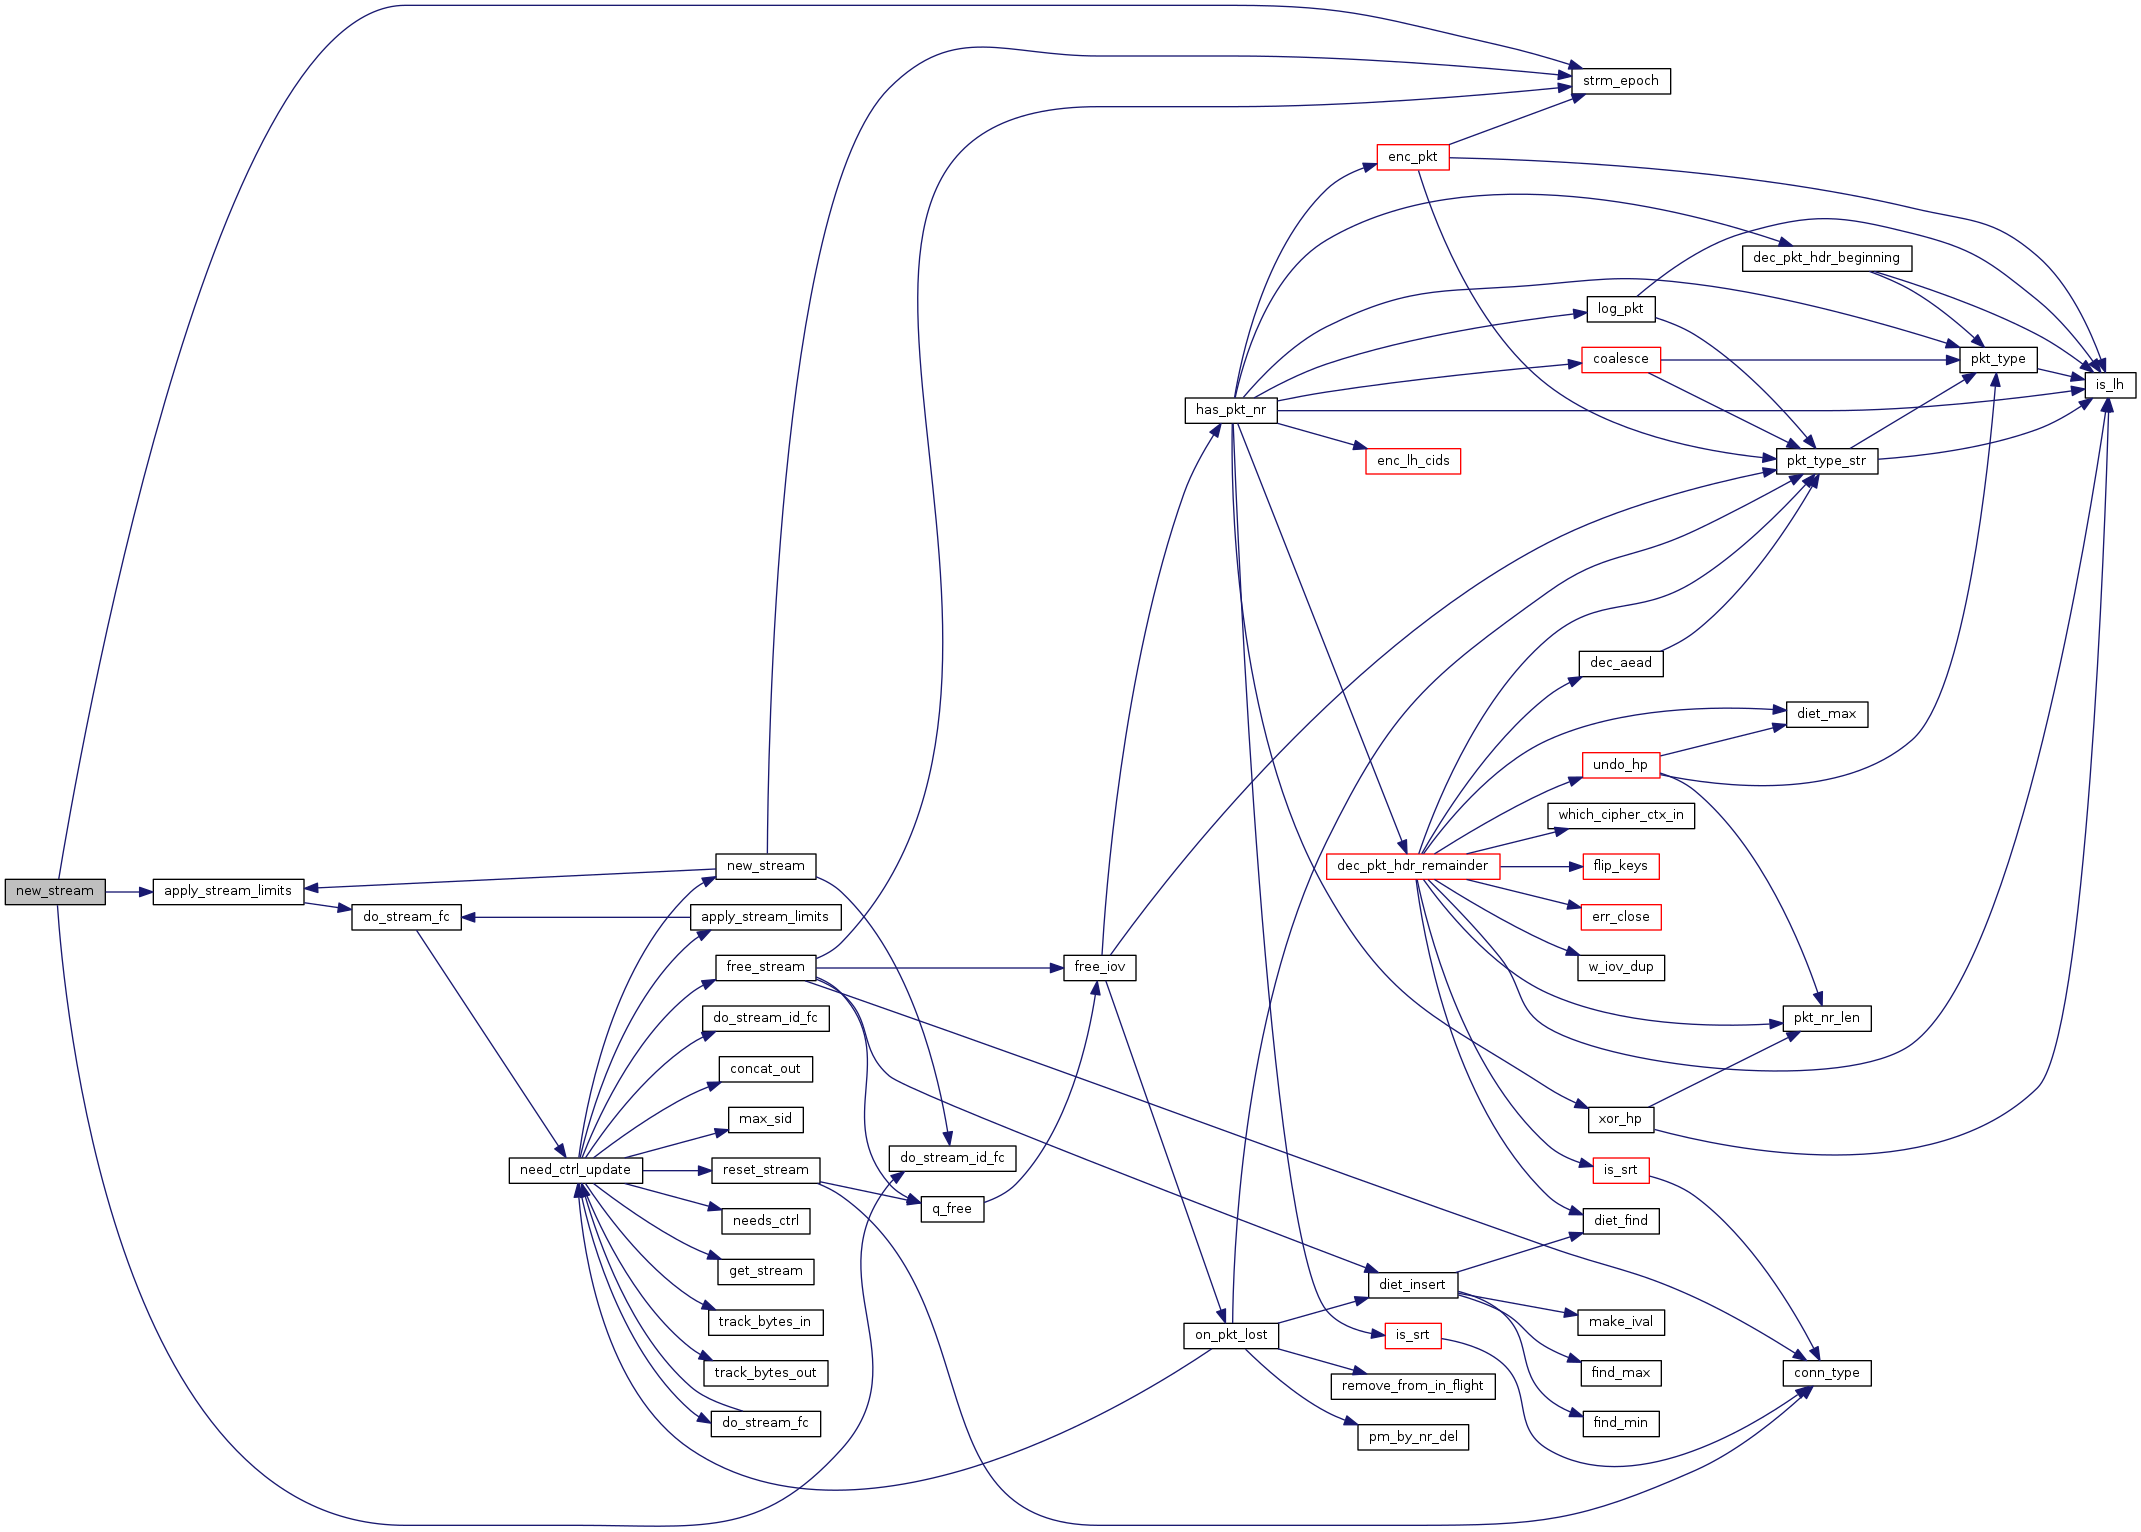 new_stream
apply_stream_limits
do_stream_fc
need_ctrl_update
new_stream
apply_stream_limits
free_stream
do_stream_id_fc
concat_out
max_sid
reset_stream
needs_ctrl
get_stream
track_bytes_in
track_bytes_out
do_stream_fc
do_stream_id_fc
q_free
free_iov
has_pkt_nr
on_pkt_lost
enc_pkt
enc_lh_cids
dec_pkt_hdr_remainder
diet_insert
is_srt
remove_from_in_flight
pm_by_nr_del
strm_epoch
log_pkt
coalesce
dec_aead
undo_hp
which_cipher_ctx_in
flip_keys
err_close
w_iov_dup
xor_hp
is_srt
diet_find
make_ival
find_max
find_min
dec_pkt_hdr_beginning
pkt_type_str
diet_max
pkt_nr_len
conn_type
pkt_type
is_lh